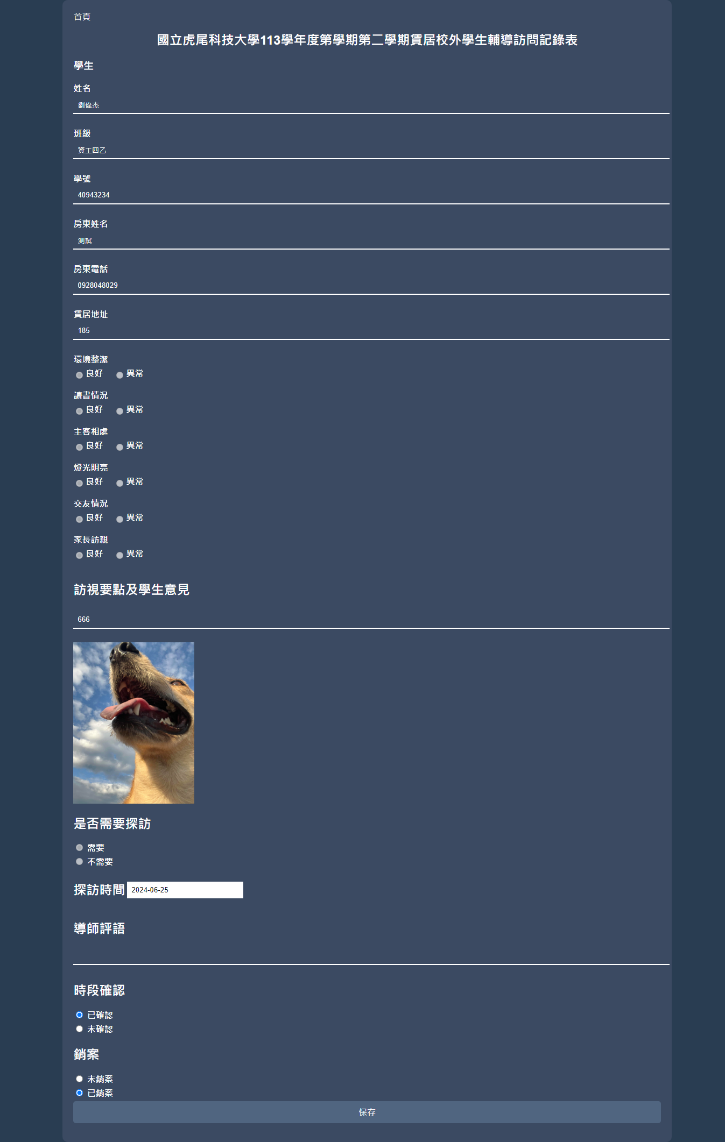 首頁
國立虎尾科技大學113學年度第學期第二學期賃居校外學生輔導訪問記錄表
學生
姓名
劉偉杰
班級
資工四乙
學號
40943234
房東姓名
測試
房東電話
0928048029
賃居地址
185
環境整潔
良好 異常
讀書情況
良好 異常
主客相處
良好 異常
燈光明亮
良好 異常
交友情況
良好 異常
家長訪親
良好 異常
訪視要點及學生意見
666
是否需要探訪
需要
不需要
探訪時間 2024-06-25
導師評語
時段確認
已確認
未確認
銷案
未銷案
已銷案
保存